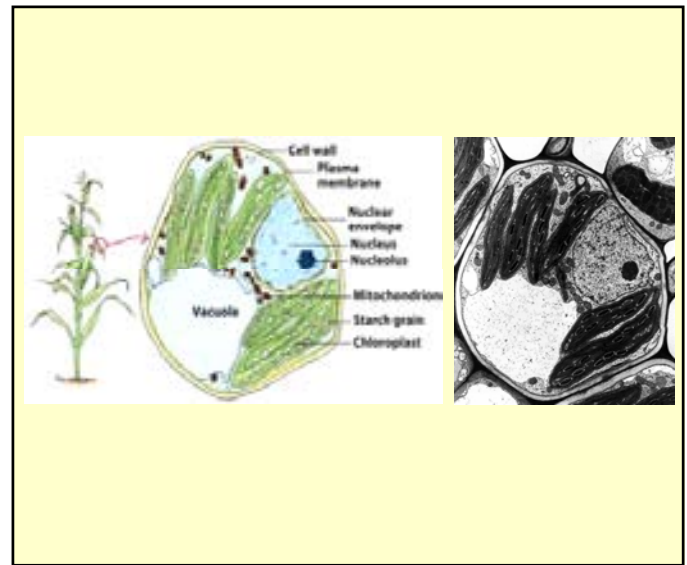 Cell wall
Plasma
membrane
Nuclear
envelope
Nucleus
Nucleolus
Mitochondrion
Vacuole
Starch grain
Chloroplast